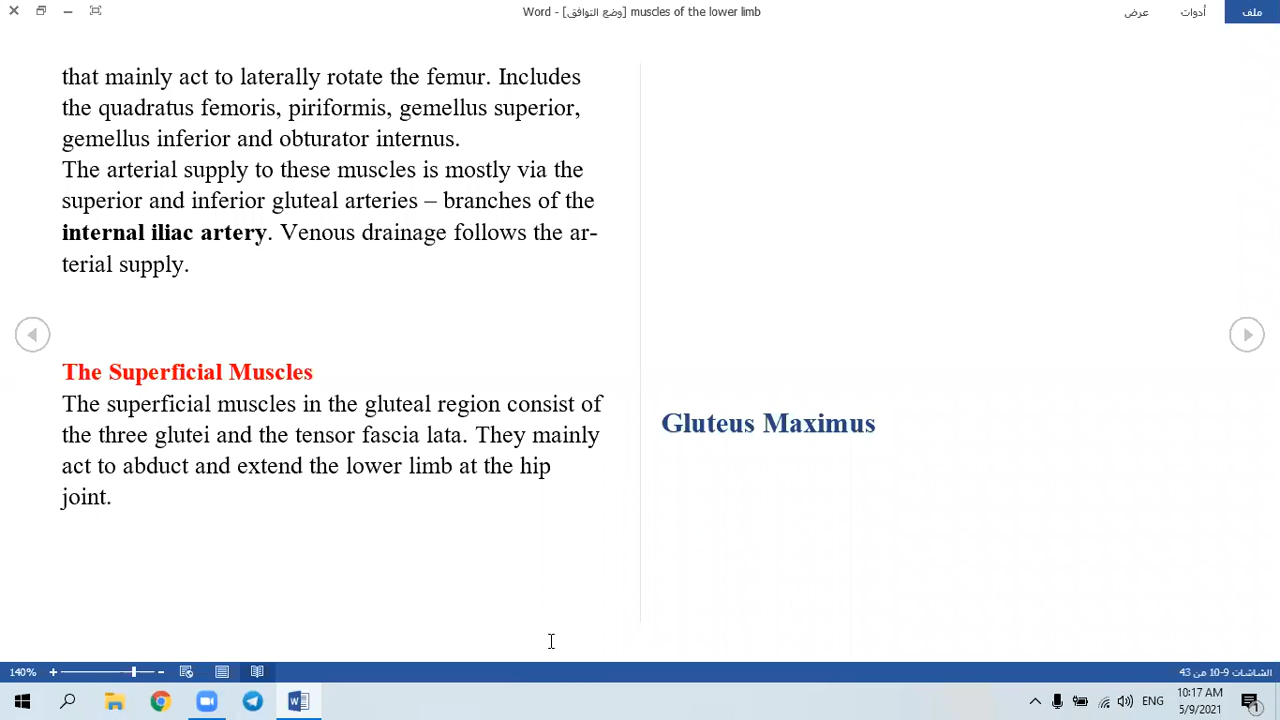 muscles of the lower limb [وضع التوافق] - Word
عرض
أدوات
ملف
that mainly act to laterally rotate the femur. Includes
the quadratus femoris, piriformis, gemellus superior,
gemellus inferior and obturator internus.
The arterial supply to these muscles is mostly via the
superior and inferior gluteal arteries – branches of the
internal iliac artery. Venous drainage follows the ar-
terial supply.
The Superficial Muscles
The superficial muscles in the gluteal region consist of
the three glutei and the tensor fascia lata. They mainly
act to abduct and extend the lower limb at the hip
joint.
Gluteus Maximus
140%
الشاشات 9-10 من 43
ENG
10:17 AM
5/9/2021
1